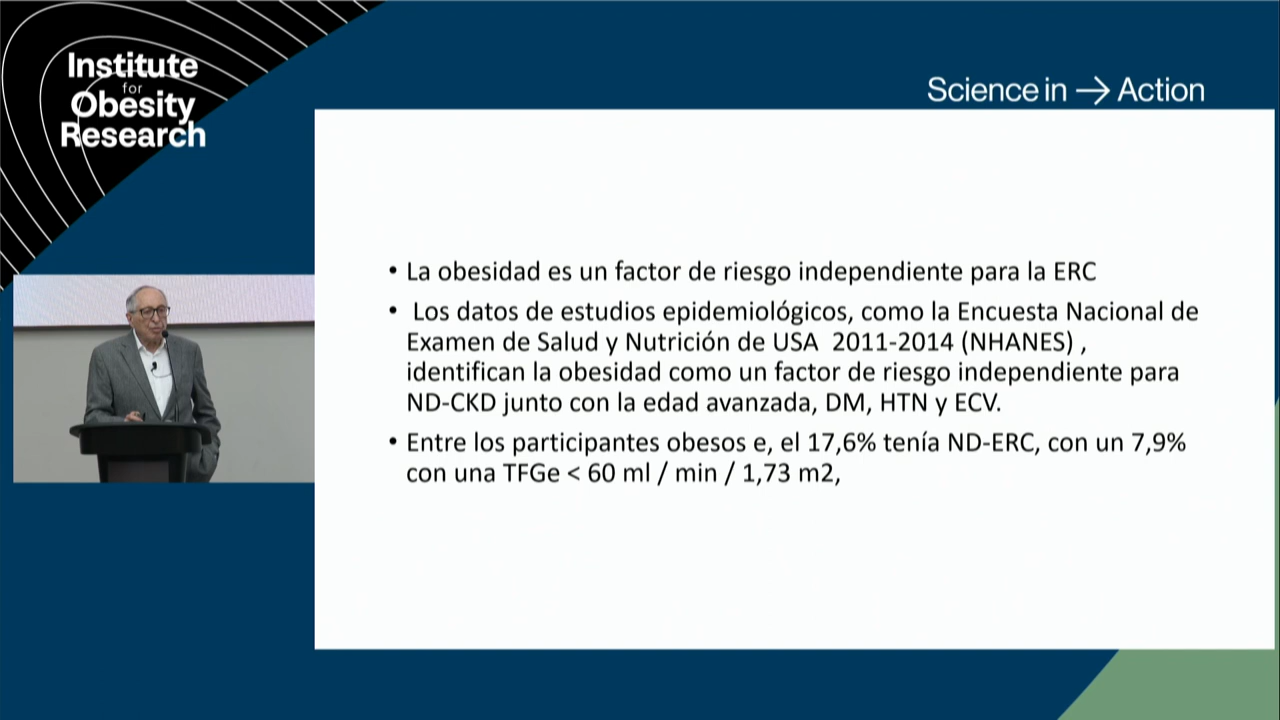 Institute
for
Obesity
Research
Science in → Action
• La obesidad es un factor de riesgo independiente para la ERC
• Los datos de estudios epidemiológicos, como la Encuesta Nacional de
Examen de Salud y Nutrición de USA 2011-2014 (NHANES) ,
identifican la obesidad como un factor de riesgo independiente para
ND-CKD junto con la edad avanzada, DM, HTN y ECV.
• Entre los participantes obesos e, el 17,6% tenía ND-ERC, con un 7,9%
con una TFGe < 60 ml / min / 1,73 m2,